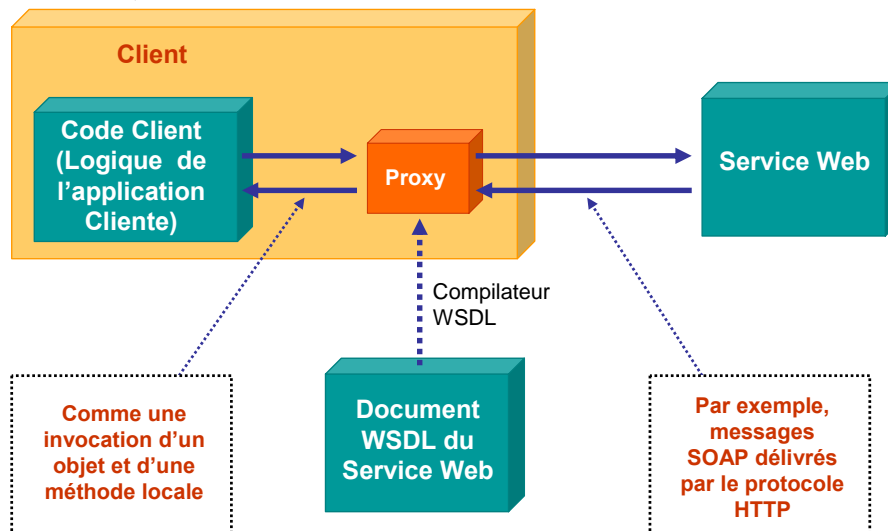 Client
Code Client
(Logique de
l'application
Cliente)
Proxy
Service Web
Compilateur
WSDL
Comme une
invocation d'un
objet et d'une
méthode locale
Document
WSDL du
Service Web
Par exemple,
messages
SOAP délivrés
par le protocole
HTTP